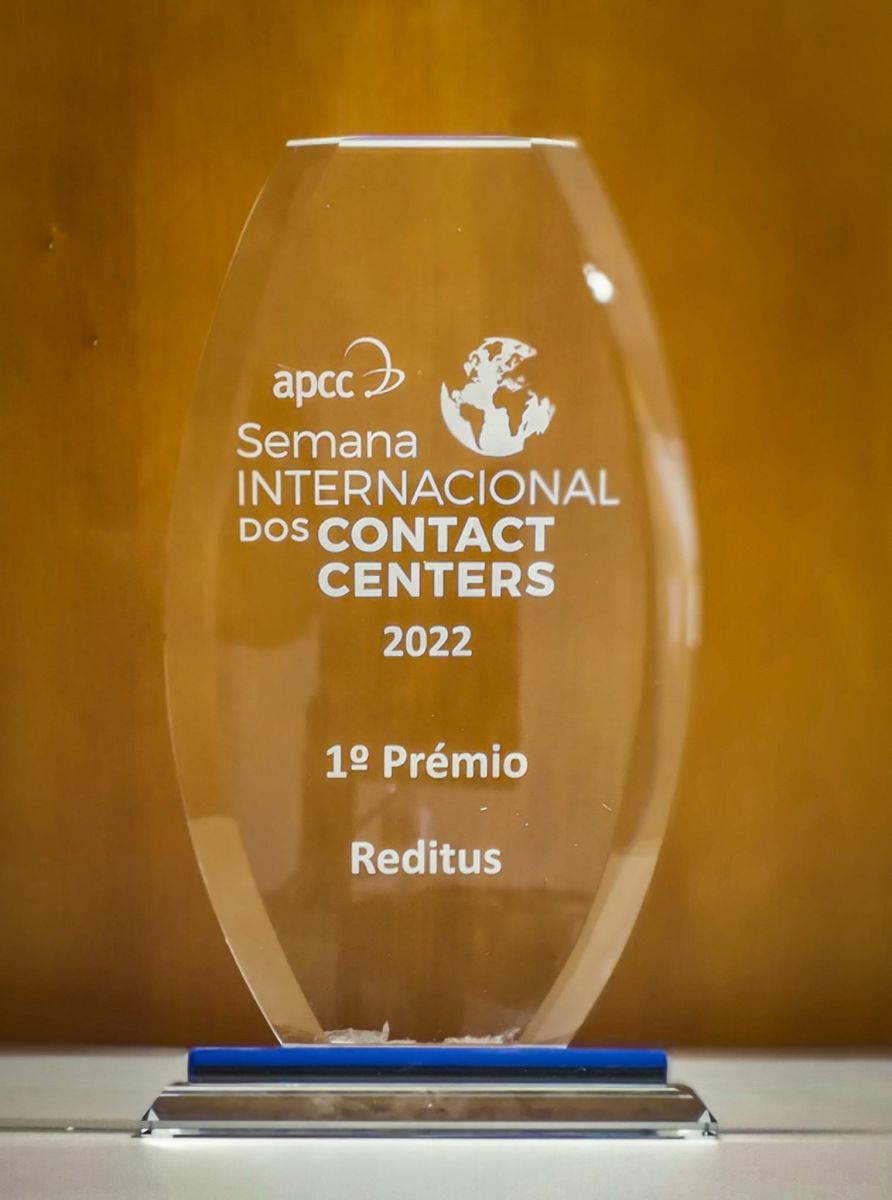 apcc
Semana
INTERNACIONAL
DOS CONTACT
CENTERS
2022
1º Prémio
Reditus